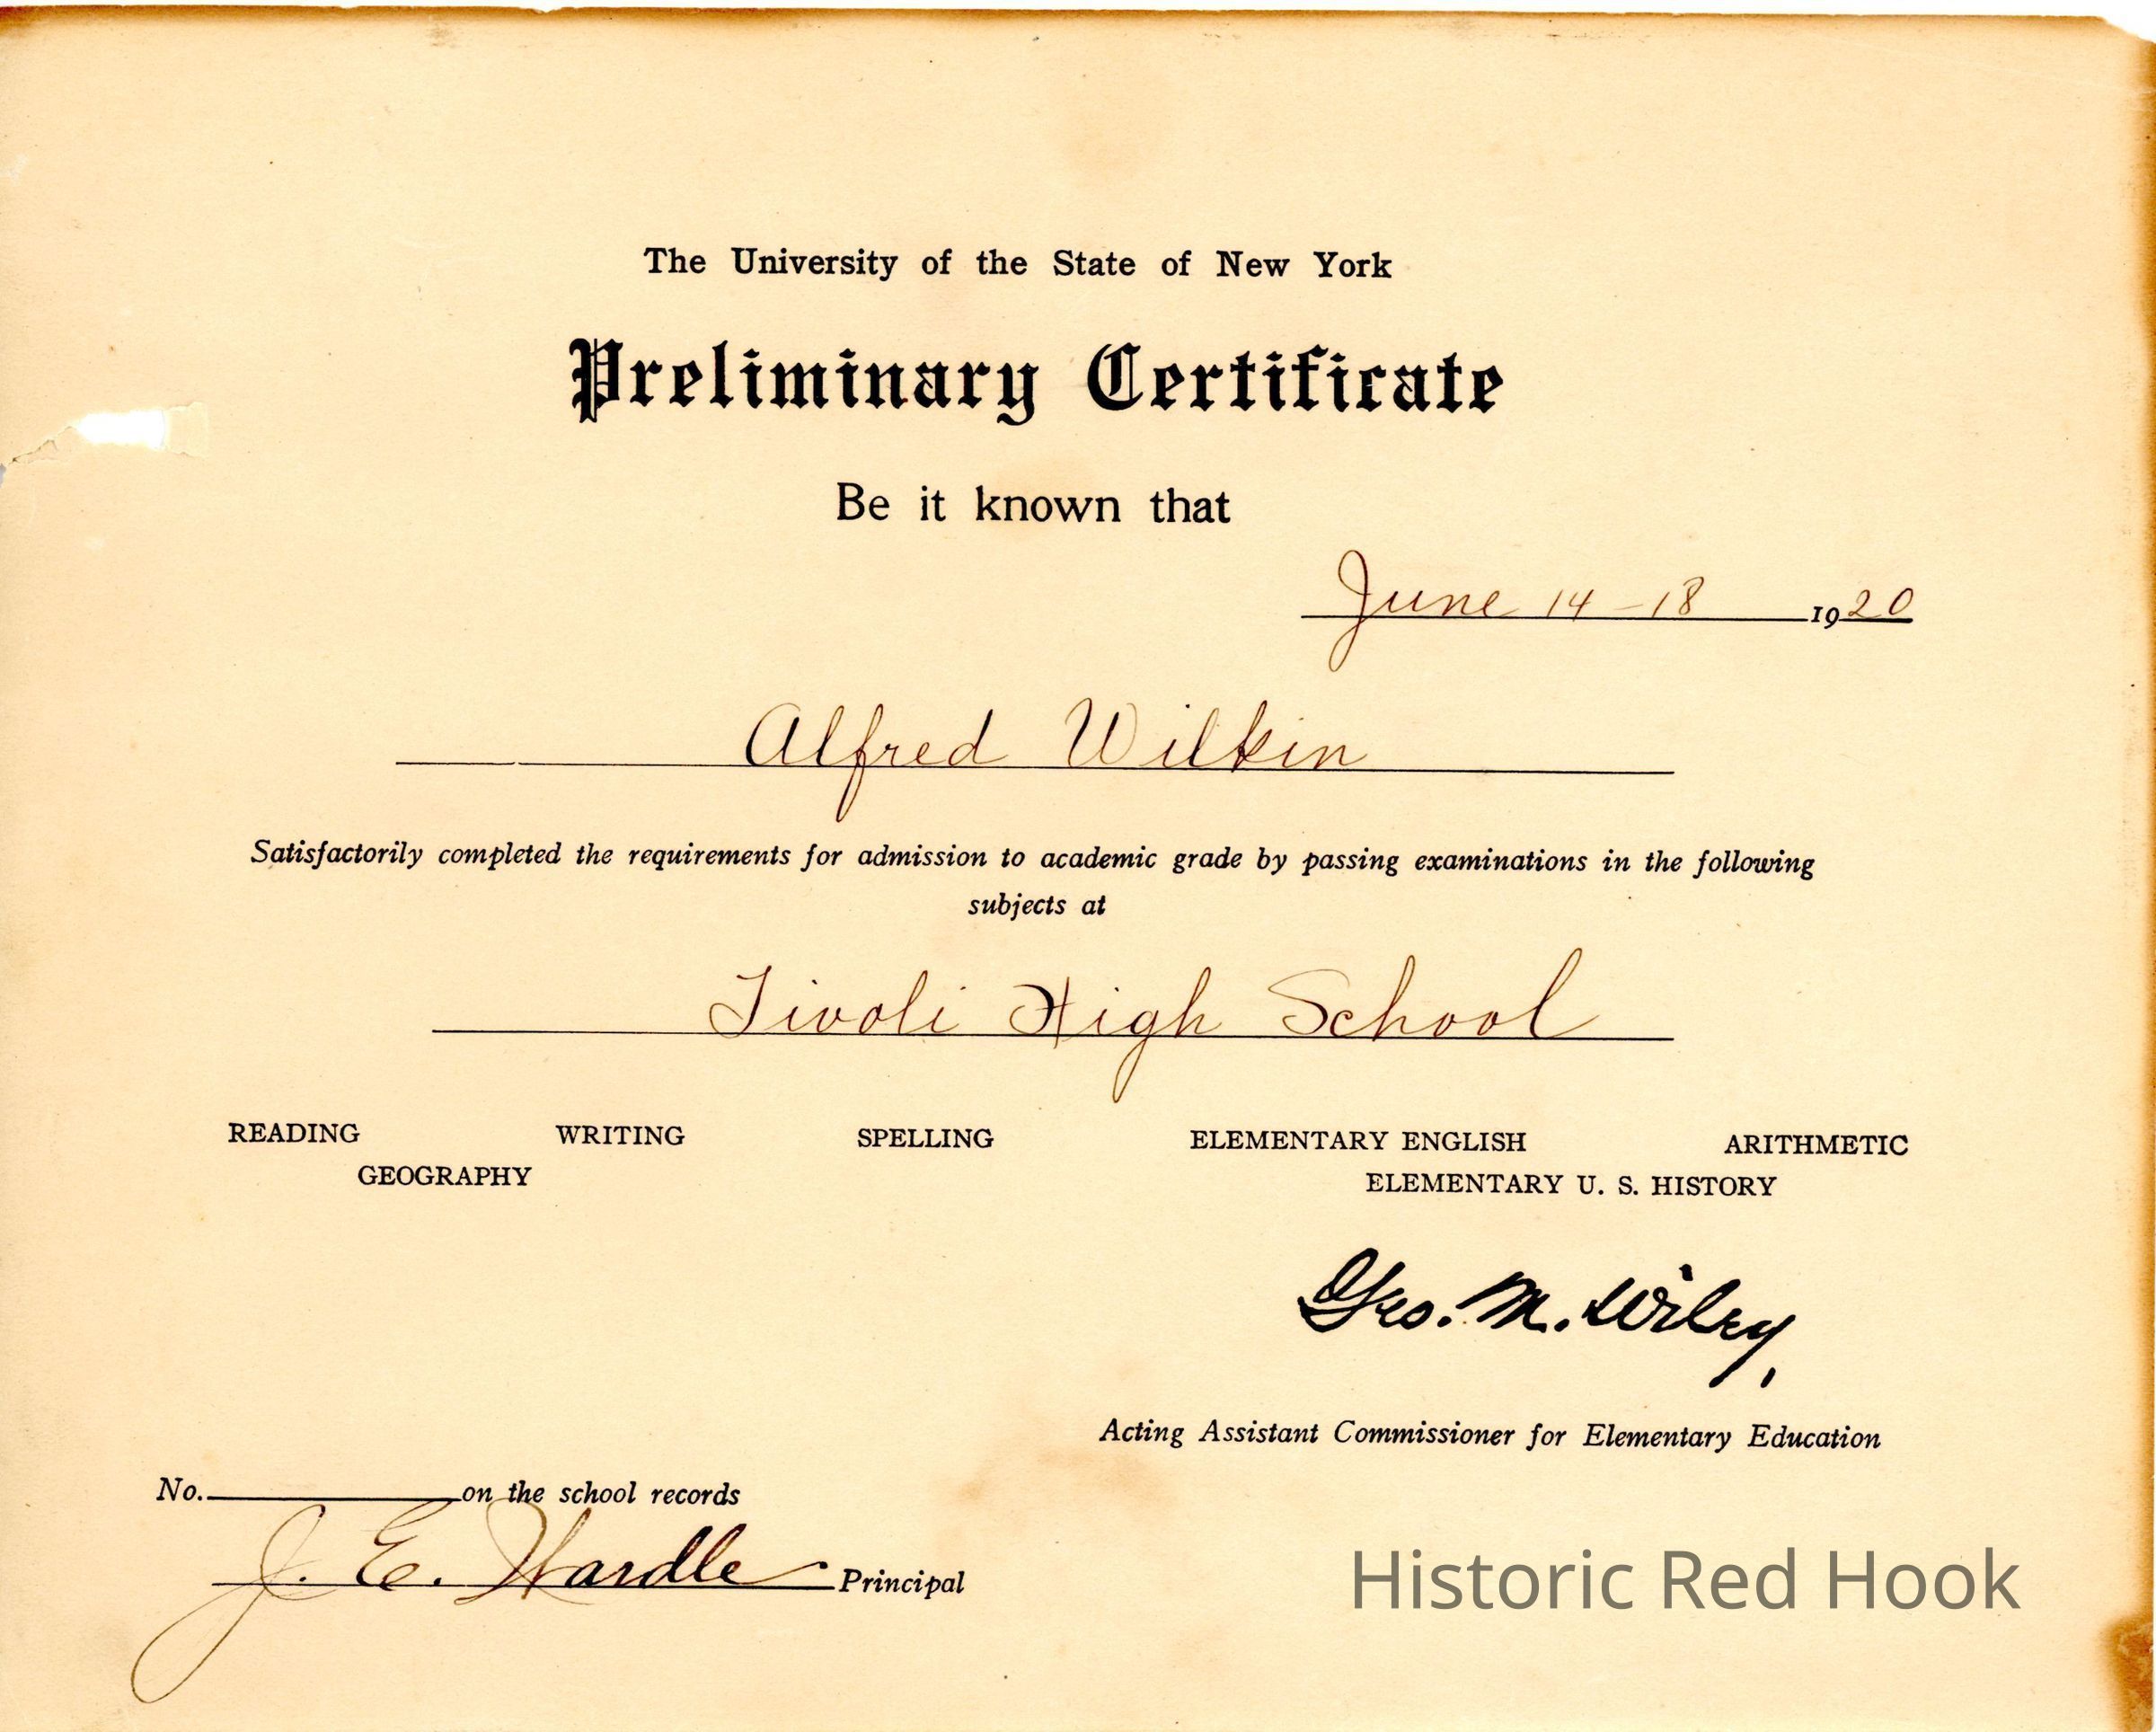 The University of the State of New York
Preliminary Certificate
Be it known that
June 14-18 1920
Alfred Wilkin
Satisfactorily completed the requirements for admission to academic grade by passing examinations in the following
subjects at
Tivoli High School
READING WRITING SPELLING ELEMENTARY ENGLISH ARITHMETIC
GEOGRAPHY ELEMENTARY U. S. HISTORY
Geo. M. Wiley
Acting Assistant Commissioner for Elementary Education
No. on the school records
J. E. Hardle Principal
Historic Red Hook